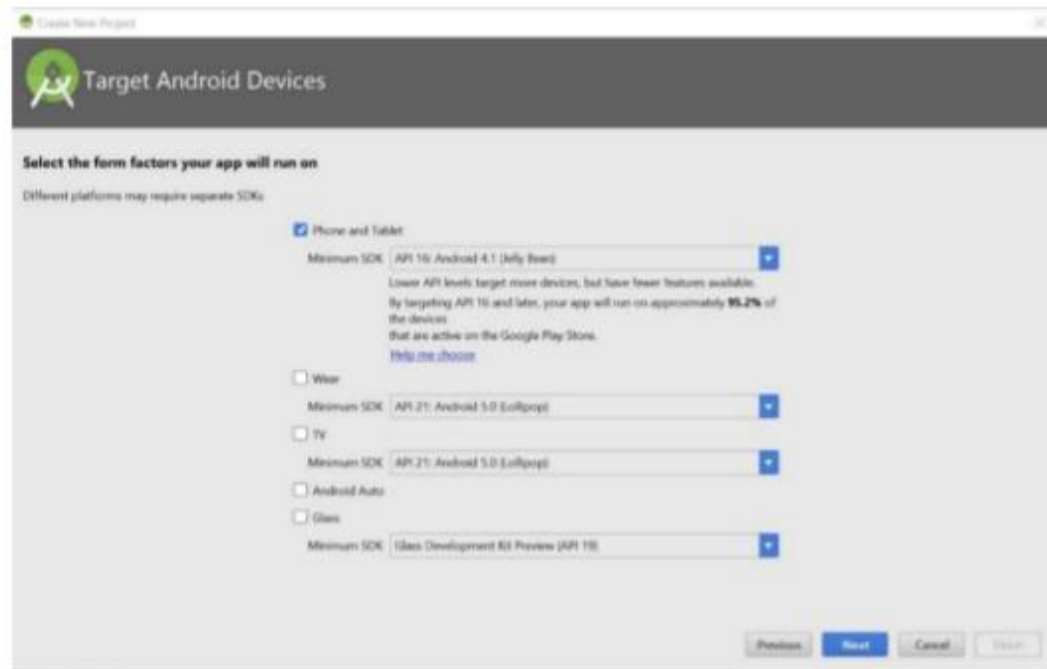 Create New Project
Target Android Devices
Select the form factors your app will run on
Different platforms may require separate SDKs
Phone and Tablet
Minimum SDK API 16: Android 4.1 (Jelly Bean)
Lower API levels target more devices, but have fewer features available.
By targeting API 16 and later, your app will run on approximately 95.2% of
the devices
that are active on the Google Play Store.
Help me choose
Wear
Minimum SDK API 21: Android 5.0 (Lollipop)
TV
Minimum SDK API 21: Android 5.0 (Lollipop)
Android Auto
Glass
Minimum SDK Glass Development Kit Preview (API 19)
Previous Next Cancel Finish